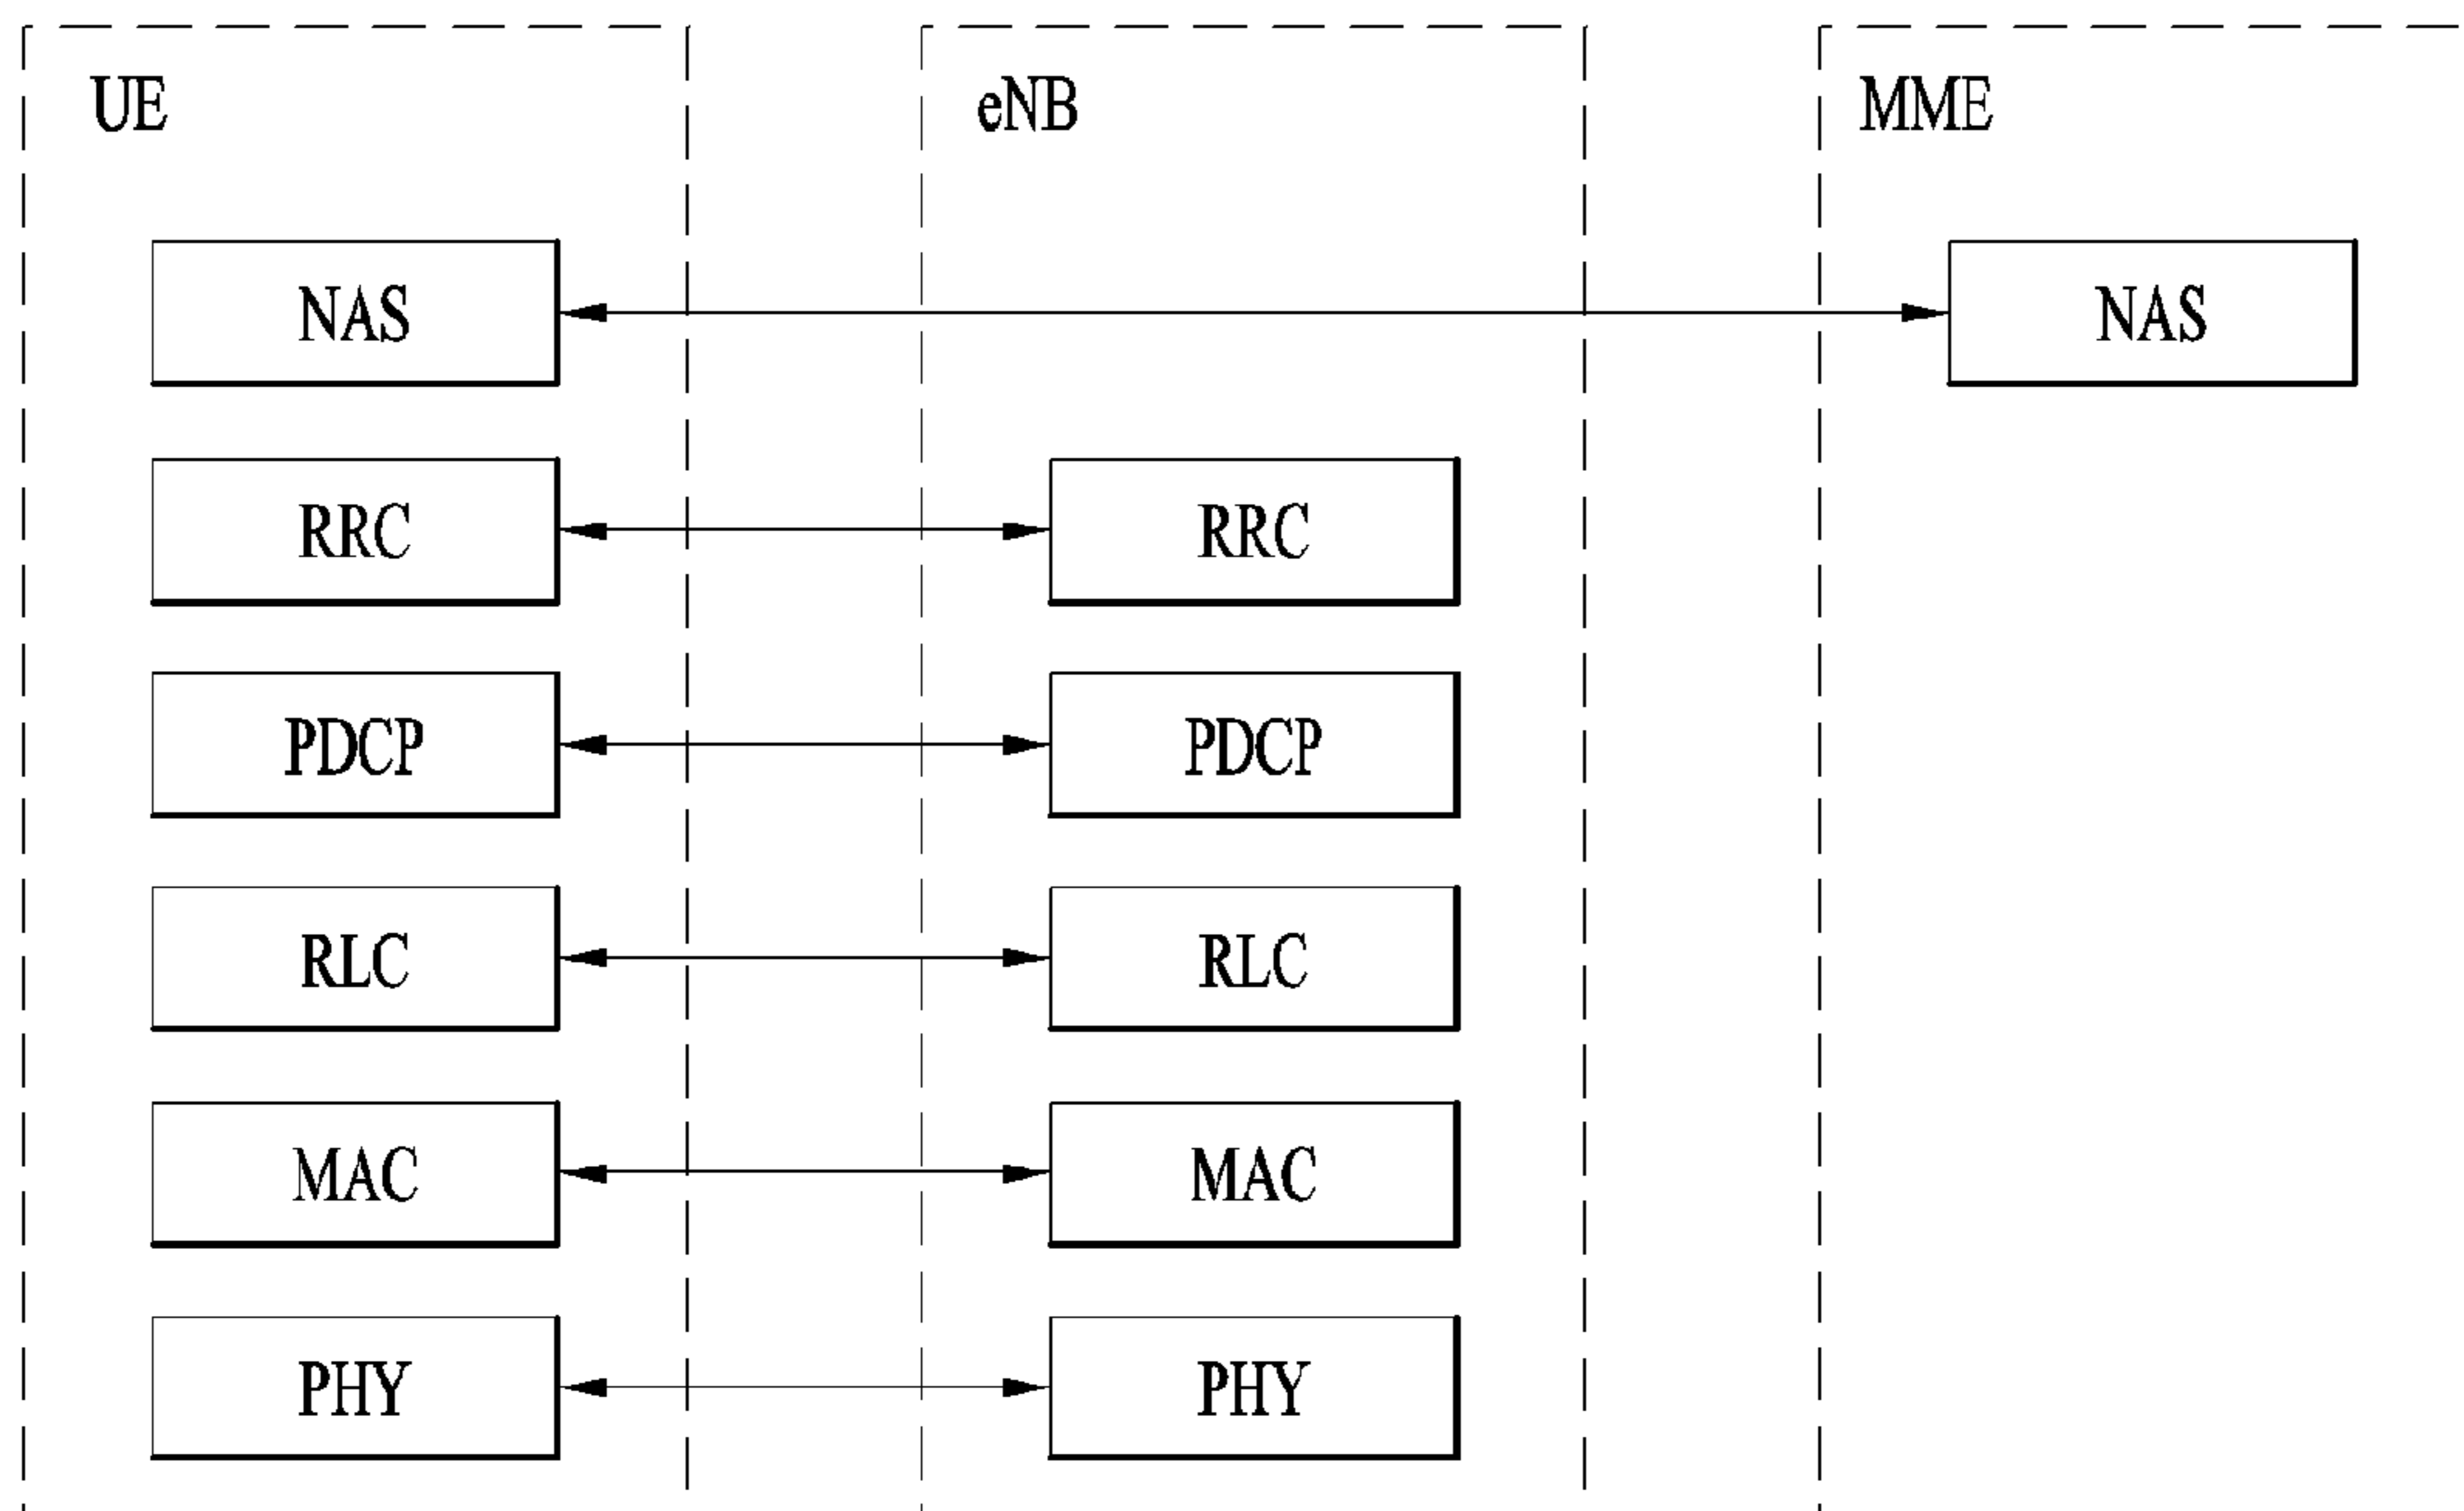 UE eNB MME
NAS NAS
RRC RRC
PDCP PDCP
RLC RLC
MAC MAC
PHY PHY